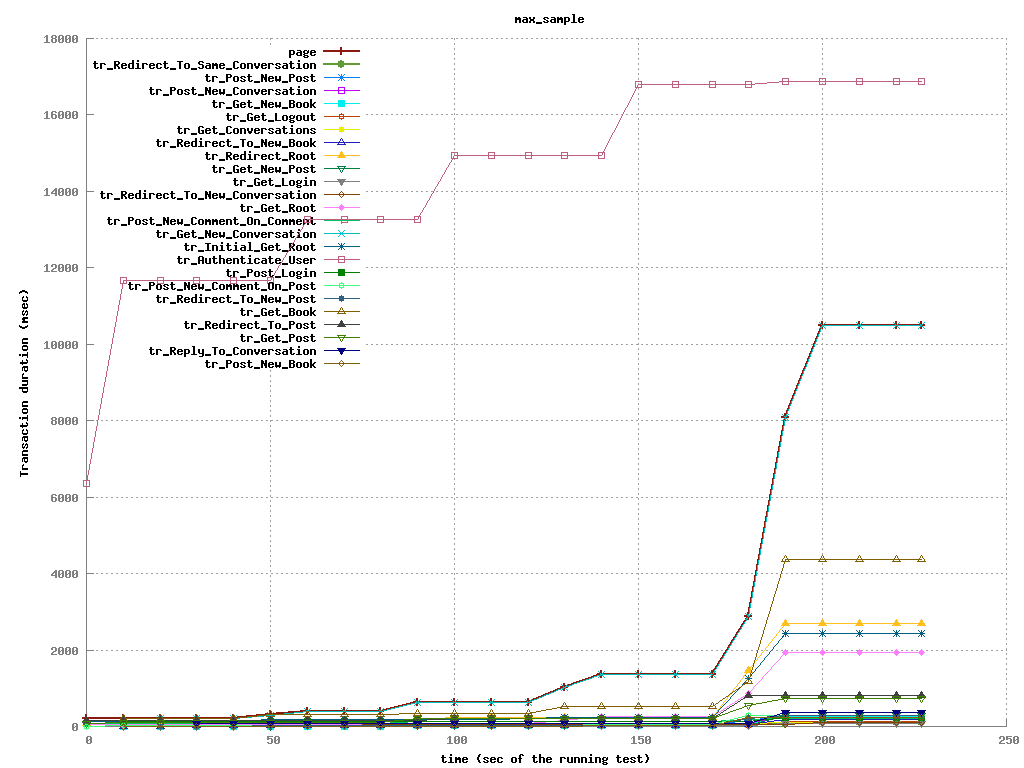 max_sample
18000
16000
14000
12000
10000
8000
6000
4000
2000
0
Transaction duration (msec)
page
tr_Redirect_To_Same_Conversation
tr_Post_New_Post
tr_Post_New_Conversation
tr_Get_New_Book
tr_Get_Logout
tr_Get_Conversations
tr_Redirect_To_New_Book
tr_Redirect_Root
tr_Get_New_Post
tr_Get_Login
tr_Redirect_To_New_Conversation
tr_Get_Root
tr_Post_New_Comment_On_Comment
tr_Get_New_Conversation
tr_Initial_Get_Root
tr_Authenticate_User
tr_Post_Login
tr_Post_New_Comment_On_Post
tr_Redirect_To_New_Post
tr_Get_Book
tr_Redirect_To_Post
tr_Get_Post
tr_Reply_To_Conversation
tr_Post_New_Book
0 50 100 150 200 250
time (sec of the running test)